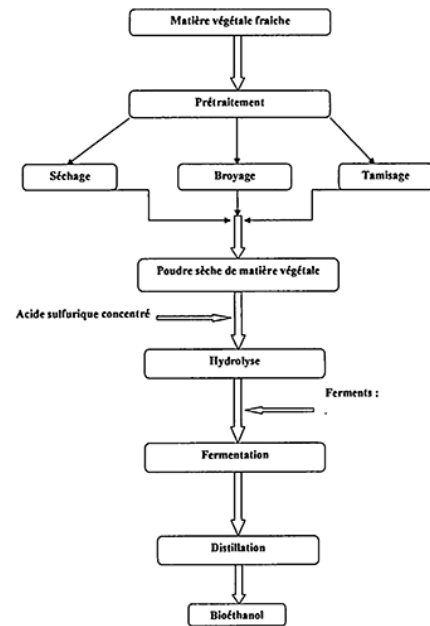 Matière végétale fraiche
Prétraitement
Séchage
Broyage
Tamisage
Poudre sèche de matière végétale
Acide sulfurique concentré
Hydrolyse
Ferments :
.
Fermentation
Distillation
Bioéthanol